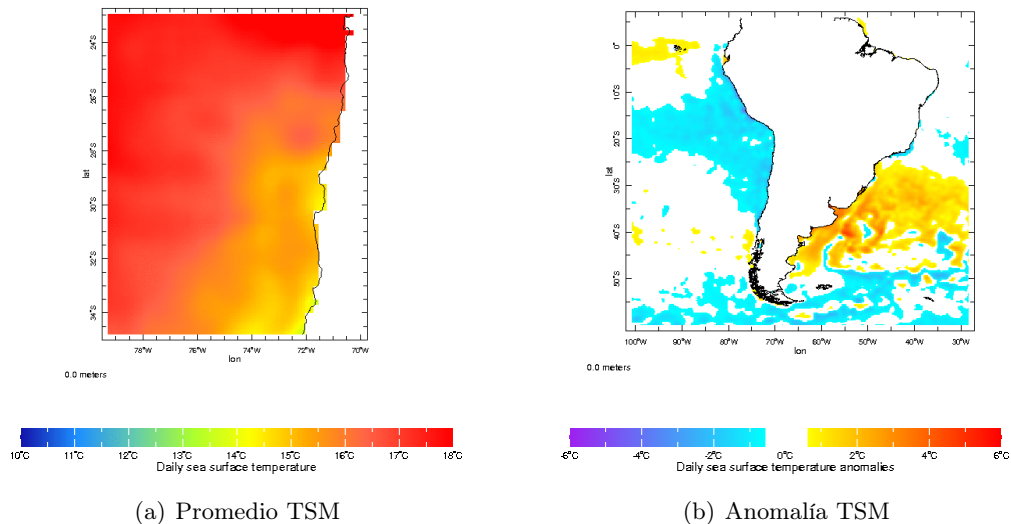 24°S
26°S
28°S
lat
30°S
32°S
34°S
78°W 76°W 74°W 72°W 70°W
lon
0.0 meters
10°C 11°C 12°C 13°C 14°C 15°C 16°C 17°C 18°C
Daily sea surface temperature
(a) Promedio TSM
0°
10°S
20°S
lat
30°S
40°S
50°S
100°W 90°W 80°W 70°W 60°W 50°W 40°W 30°W
lon
0.0 meters
-6°C -4°C -2°C 0°C 2°C 4°C 6°C
Daily sea surface temperature anomalies
(b) Anomalía TSM